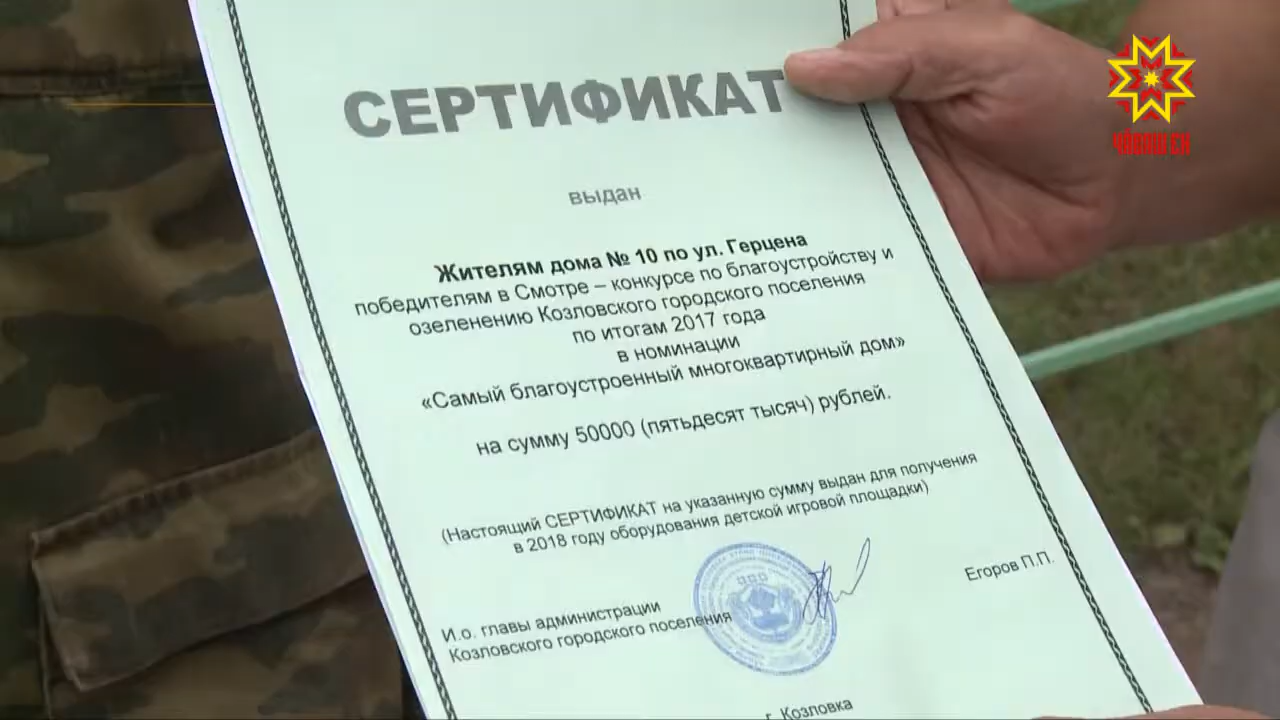 СЕРТИФИКАТ
ЧӐВАШ ЕН
выдан
Жителям дома № 10 по ул. Герцена
победителям в Смотре – конкурсе по благоустройству и
озеленению Козловского городского поселения
по итогам 2017 года
в номинации
«Самый благоустроенный многоквартирный дом»
на сумму 50000 (пятьдесят тысяч) рублей.
(Настоящий СЕРТИФИКАТ на указанную сумму выдан для получения
в 2018 году оборудования детской игровой площадки)
И.о. главы администрации
Козловского городского поселения
Егоров П.П.
г. Козловка